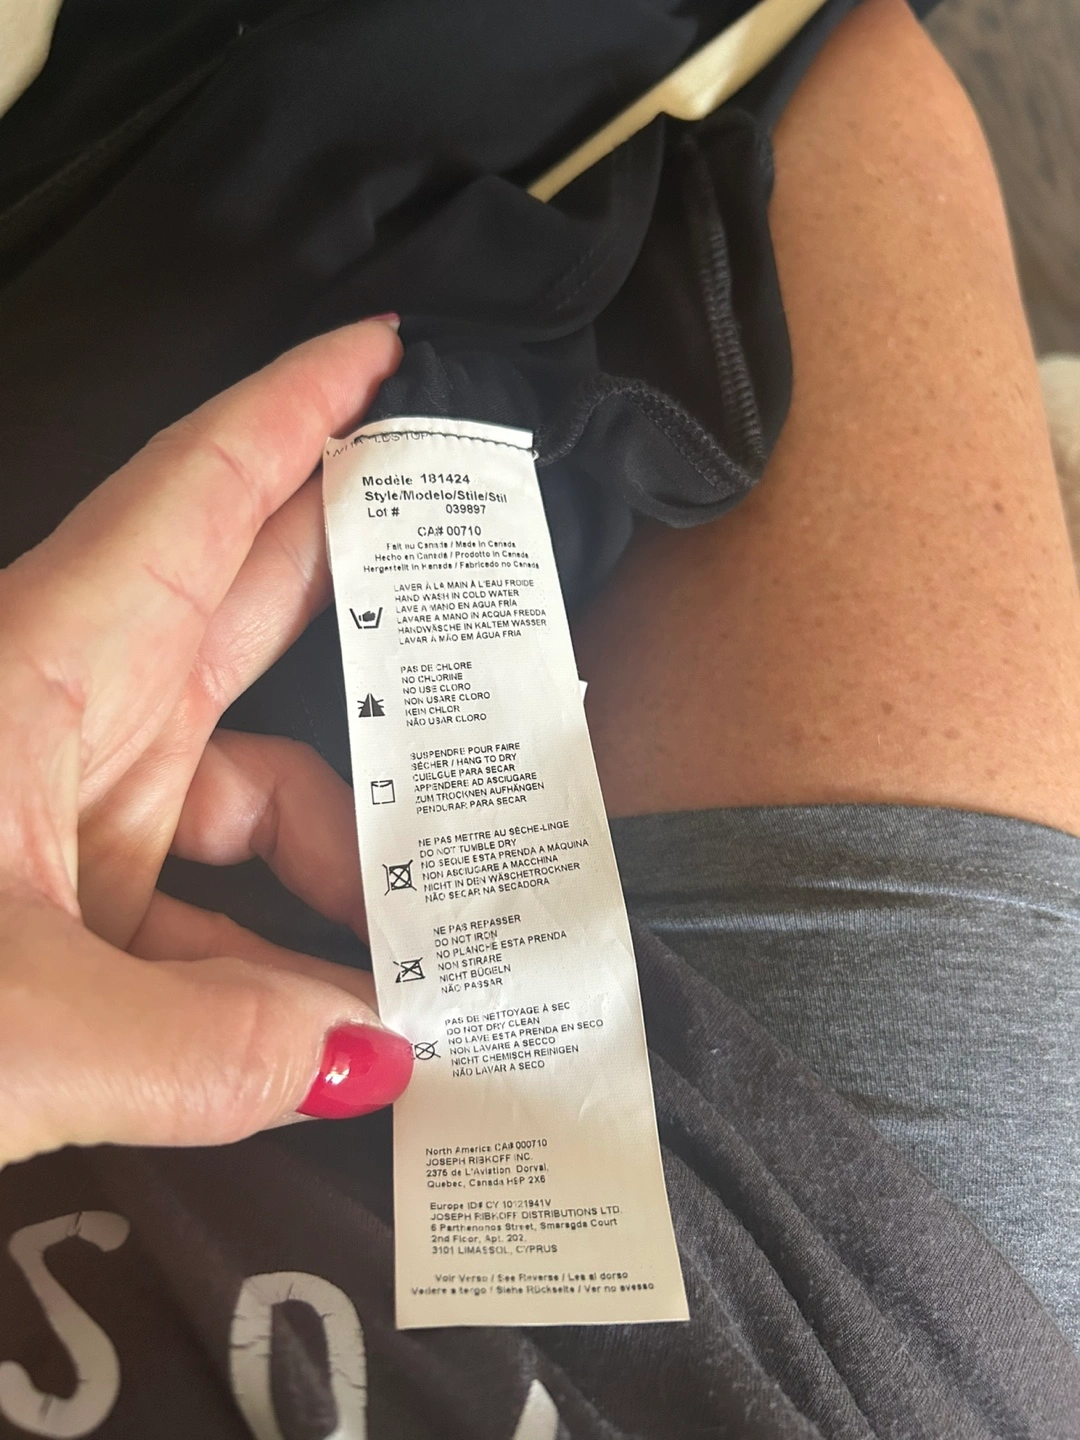 Modèle 181424
Style/Modelo/Stile/Stil
Lot # 039897
CA# 00710
Fait au Canada / Made in Canada
Hecho en Canada / Prodotto in Canada
Hergestellt in Kanada / Fabricado no Canada
LAVER À LA MAIN À L'EAU FROIDE
HAND WASH IN COLD WATER
LAVE A MANO EN AGUA FRÍA
LAVARE A MANO IN ACQUA FREDDA
HANDWÄSCHE IN KALTEM WASSER
LAVAR À MÃO EM ÁGUA FRIA
PAS DE CHLORE
NO CHLORINE
NO USE CLORO
NON USARE CLORO
KEIN CHLOR
NÃO USAR CLORO
SUSPENDRE POUR FAIRE
SÉCHER / HANG TO DRY
CUELGUE PARA SECAR
APPENDERE AD ASCIUGARE
ZUM TROCKNEN AUFHÄNGEN
PENDURAR PARA SECAR
NE PAS METTRE AU SÈCHE-LINGE
DO NOT TUMBLE DRY
NO SEQUE ESTA PRENDA A MÁQUINA
NON ASCIUGARE A MACCHINA
NICHT IN DEN WÄSCHETROCKNER
NÃO SECAR NA SECADORA
NE PAS REPASSER
DO NOT IRON
NO PLANCHE ESTA PRENDA
NON STIRARE
NICHT BÜGELN
NÃO PASSAR
PAS DE NETTOYAGE À SEC
DO NOT DRY CLEAN
NO LAVE ESTA PRENDA EN SECO
NON LAVARE A SECCO
NICHT CHEMISCH REINIGEN
NÃO LAVAR A SECO
North America CA# 000710
JOSEPH RIBKOFF INC.
2375 de L'Aviation Dorval,
Quebec, Canada H9P 2X6
Europe ID# CY 10121941V
JOSEPH RIBKOFF DISTRIBUTIONS LTD.
6 Parthenonos Street, Smaragda Court
2nd Floor, Apt. 202,
3101 LIMASSOL, CYPRUS
Voir Verso / See Reverse / Lea al dorso
Vedere a tergo / Siehe Rückseite / Ver no avesso